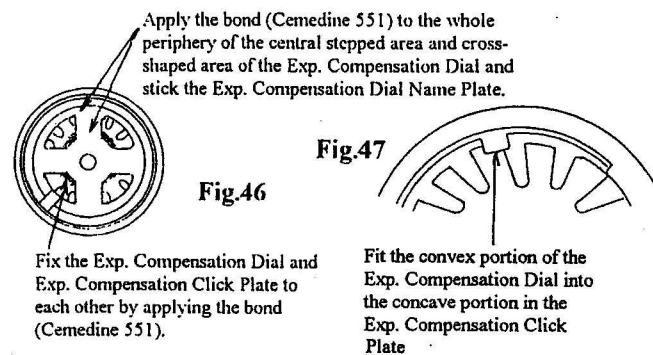 Apply the bond (Cemedine 551) to the whole
periphery of the central stepped area and cross-
shaped area of the Exp. Compensation Dial and
stick the Exp. Compensation Dial Name Plate.
Fig.46
Fix the Exp. Compensation Dial and
Exp. Compensation Click Plate to
each other by applying the bond
(Cemedine 551).
Fig.47
Fit the convex portion of the
Exp. Compensation Dial into
the concave portion in the
Exp. Compensation Click
Plate